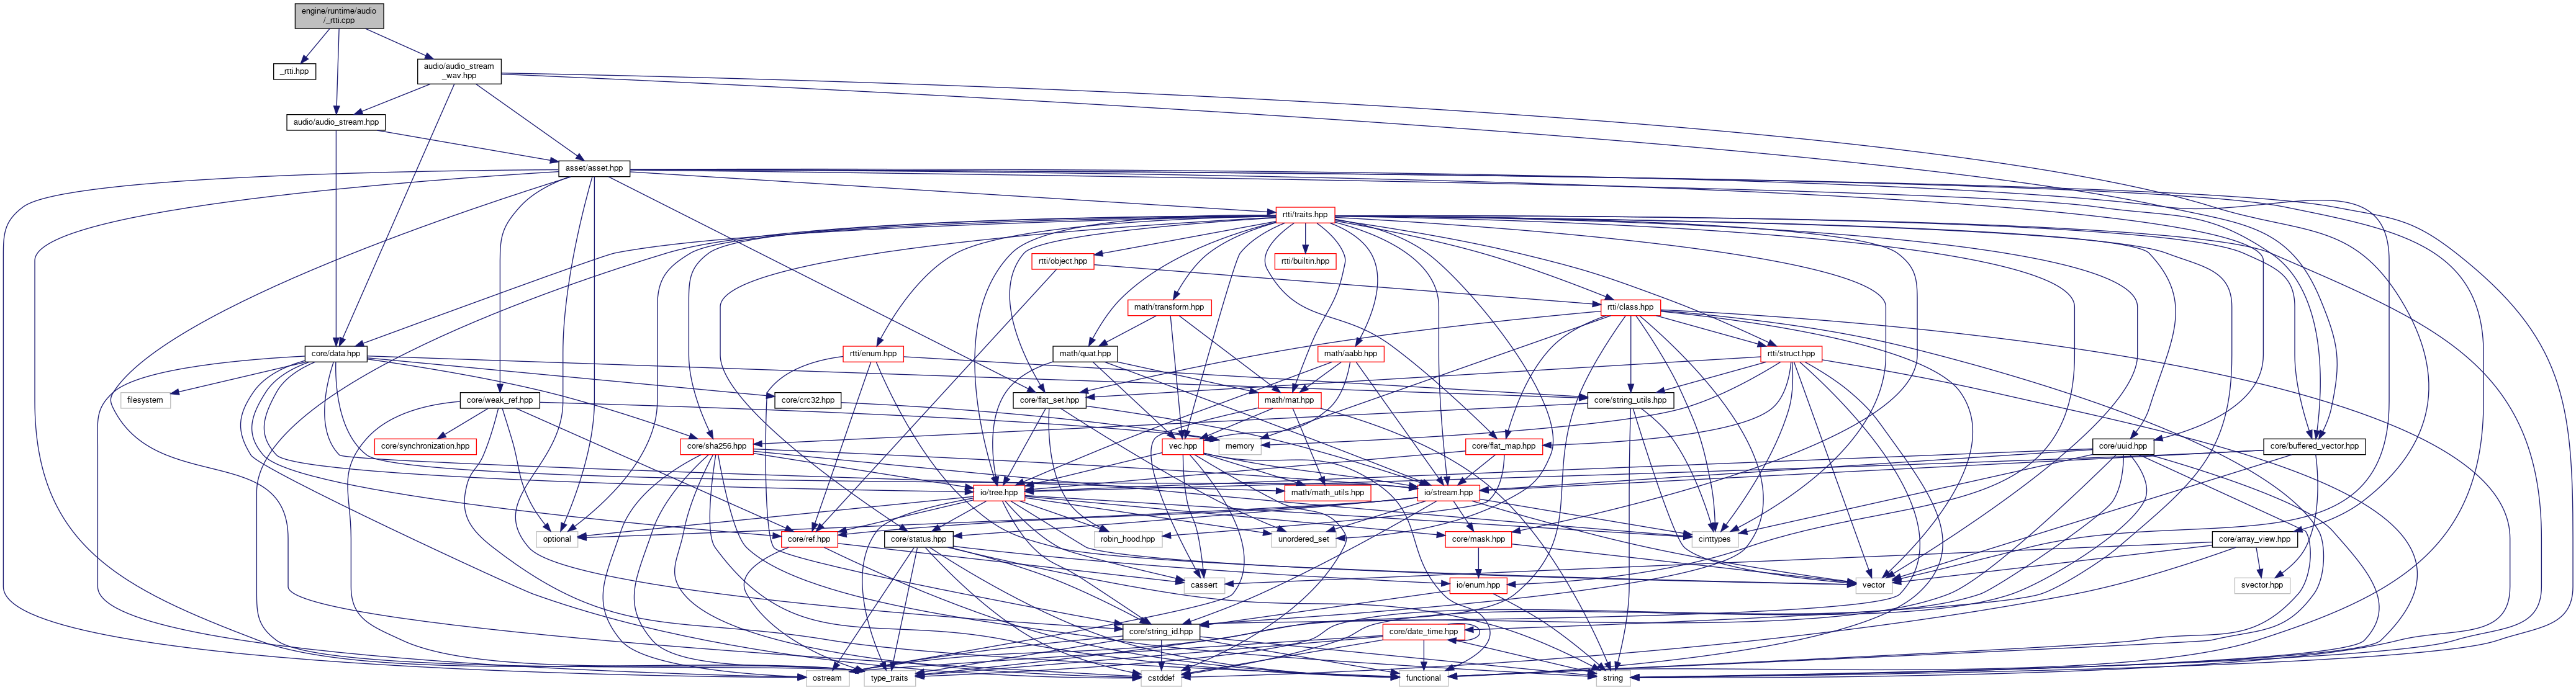 engine/runtime/audio
/_rtti.cpp
_rtti.hpp
audio/audio_stream
_wav.hpp
audio/audio_stream.hpp
asset/asset.hpp
rtti/traits.hpp
rtti/object.hpp
rtti/builtin.hpp
math/transform.hpp
rtti/class.hpp
core/data.hpp
rtti/enum.hpp
math/quat.hpp
math/aabb.hpp
rtti/struct.hpp
filesystem
core/weak_ref.hpp
core/crc32.hpp
core/flat_set.hpp
math/mat.hpp
core/string_utils.hpp
core/synchronization.hpp
core/sha256.hpp
memory
vec.hpp
core/flat_map.hpp
core/uuid.hpp
core/buffered_vector.hpp
io/tree.hpp
math/math_utils.hpp
io/stream.hpp
optional
core/ref.hpp
core/status.hpp
robin_hood.hpp
unordered_set
core/mask.hpp
cinttypes
core/array_view.hpp
cassert
io/enum.hpp
vector
svector.hpp
core/string_id.hpp
core/date_time.hpp
ostream
type_traits
cstddef
functional
string